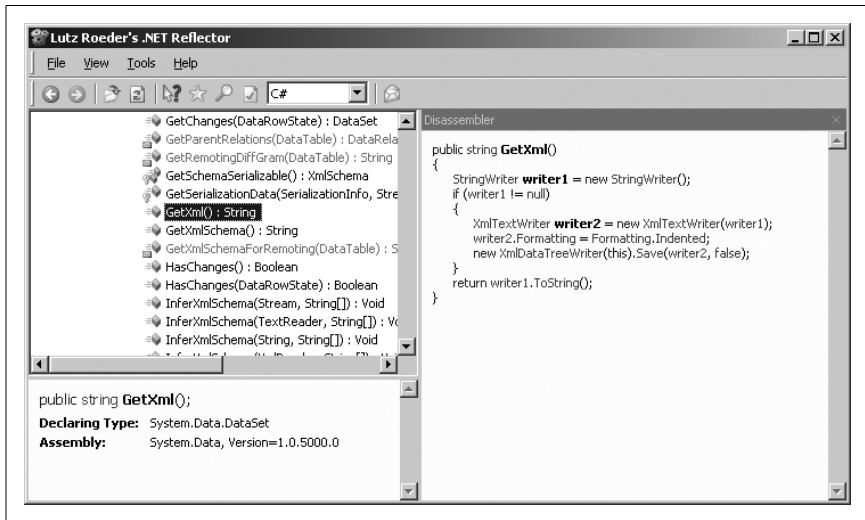 Lutz Roeder's .NET Reflector
File View Tools Help
C#
GetChanges(DataRowState) : DataSet
GetParentRelations(DataTable) : DataRela
GetRemotingDiffGram(DataTable) : String
GetSchemaSerializable() : XmlSchema
GetSerializationData(SerializationInfo, Stre
GetXml() : String
GetXmlSchema() : String
GetXmlSchemaForRemoting(DataTable) : S
HasChanges() : Boolean
HasChanges(DataRowState) : Boolean
InferXmlSchema(Stream, String[]) : Void
InferXmlSchema(TextReader, String[]) : Vo
InferXmlSchema(String, String[]) : Void
public string GetXml();
Declaring Type: System.Data.DataSet
Assembly: System.Data, Version=1.0.5000.0
Disassembler
public string GetXml()
{
StringWriter writer1 = new StringWriter();
if (writer1 != null)
{
XmlTextWriter writer2 = new XmlTextWriter(writer1);
writer2.Formatting = Formatting.Indented;
new XmlDataTreeWriter(this).Save(writer2, false);
}
return writer1.ToString();
}